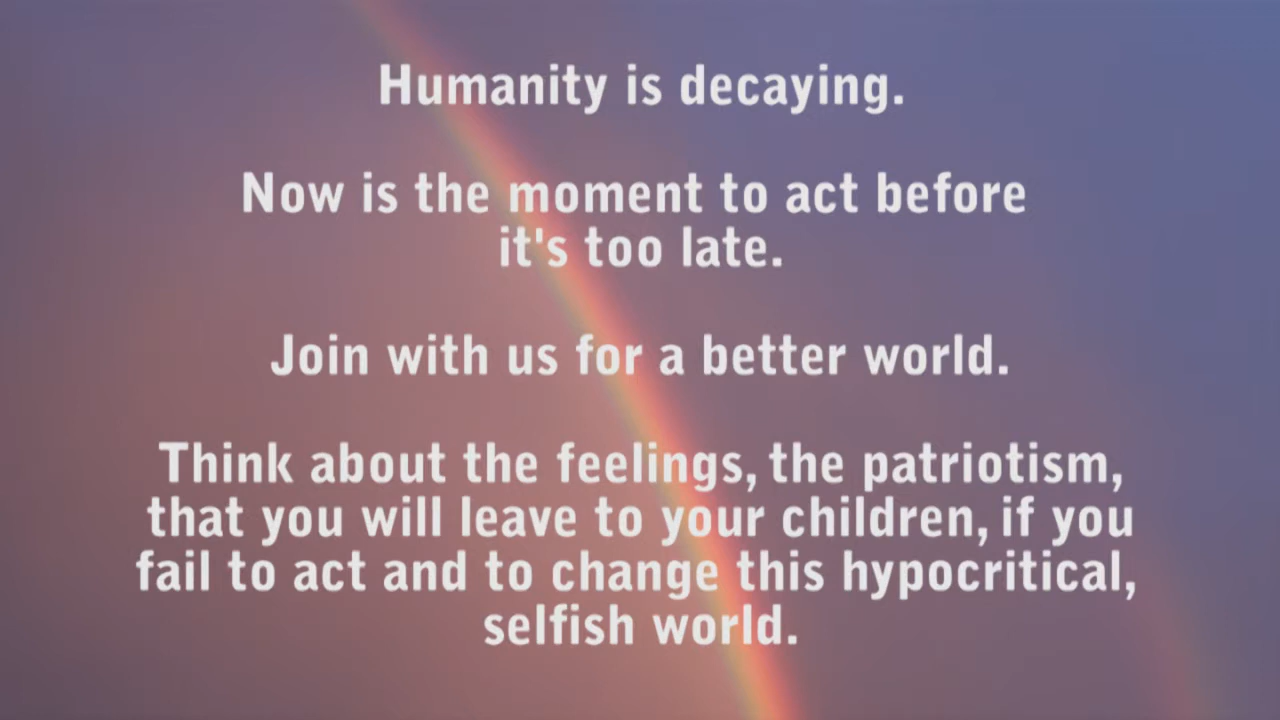 Humanity is decaying.
Now is the moment to act before
it's too late.
Join with us for a better world.
Think about the feelings, the patriotism,
that you will leave to your children, if you
fail to act and to change this hypocritical,
selfish world.